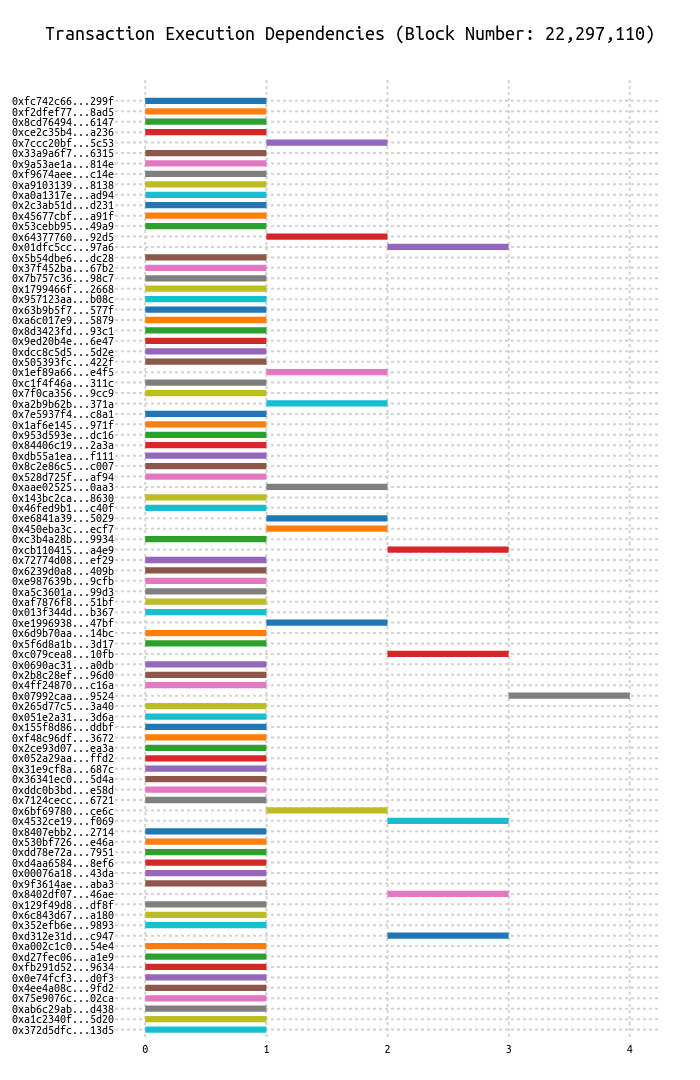 Transaction Execution Dependencies (Block Number: 22,297,110)
0xfc742c66...299f
0xf2dfef77...8ad5
0x8cd76494...6147
0xce2c35b4...a236
0x7ccc20bf...5c53
0x33a9a6f7...6315
0x9a53ae1a...814e
0xf9674aee...c14e
0xa9103139...8138
0xa0a1317e...ad94
0x2c3ab51d...d231
0x45677cbf...a91f
0x53cebb95...49a9
0x64377760...92d5
0x01dfc5cc...97a6
0x5b54dbe6...dc28
0x37f452ba...67b2
0x7b757c36...98c7
0x1799466f...2668
0x957123aa...b08c
0x63b9b5f7...577f
0xa6c017e9...5879
0x8d3423fd...93c1
0x9ed20b4e...6e47
0xdcc8c5d5...5d2e
0x505393fc...422f
0x1ef89a66...e4f5
0xc1f4f46a...311c
0x7f0ca356...9cc9
0xa2b9b62b...371a
0x7e5937f4...c8a1
0x1af6e145...971f
0x953d593e...dc16
0x84406c19...2a3a
0xdb55a1ea...f111
0x8c2e86c5...c007
0x528d725f...af94
0xaae02525...0aa3
0x143bc2ca...8630
0x46fed9b1...c40f
0xe6841a39...5029
0x450eba3c...ecf7
0xc3b4a28b...9934
0xcb110415...a4e9
0x72774d08...ef29
0x6239d0a8...409b
0xe987639b...9cfb
0xa5c3601a...99d3
0xaf7876f8...51bf
0x013f344d...b367
0xe1996938...47bf
0x6d9b70aa...14bc
0x5f6d8a1b...3d17
0xc079cea8...10fb
0x0690ac31...a0db
0x2b8c28ef...96d0
0x4ff24870...c16a
0x07992caa...9524
0x265d77c5...3a40
0x051e2a31...3d6a
0x155f8d86...ddbf
0xf48c96df...3672
0x2ce93d07...ea3a
0x052a29aa...ffd2
0x31e9cf8a...687c
0x36341ec0...5d4a
0xddc0b3bd...e58d
0x7124cecc...6721
0x6bf69780...ce6c
0x4532ce19...f069
0x8407ebb2...2714
0x530bf726...e46a
0xdd78e72a...7951
0xd4aa6584...8ef6
0x00076a18...43da
0x9f3614ae...aba3
0x8402df07...46ae
0x129f49d8...df8f
0x6c843d67...a180
0x352efb6e...9893
0xd312e31d...c947
0xa002c1c0...54e4
0xd27fec06...a1e9
0xfb291d52...9634
0x0e74fcf3...d0f3
0x4ee4a08c...9fd2
0x75e9076c...02ca
0xab6c29ab...d438
0xa1c2340f...5d20
0x372d5dfc...13d5
0 1 2 3 4